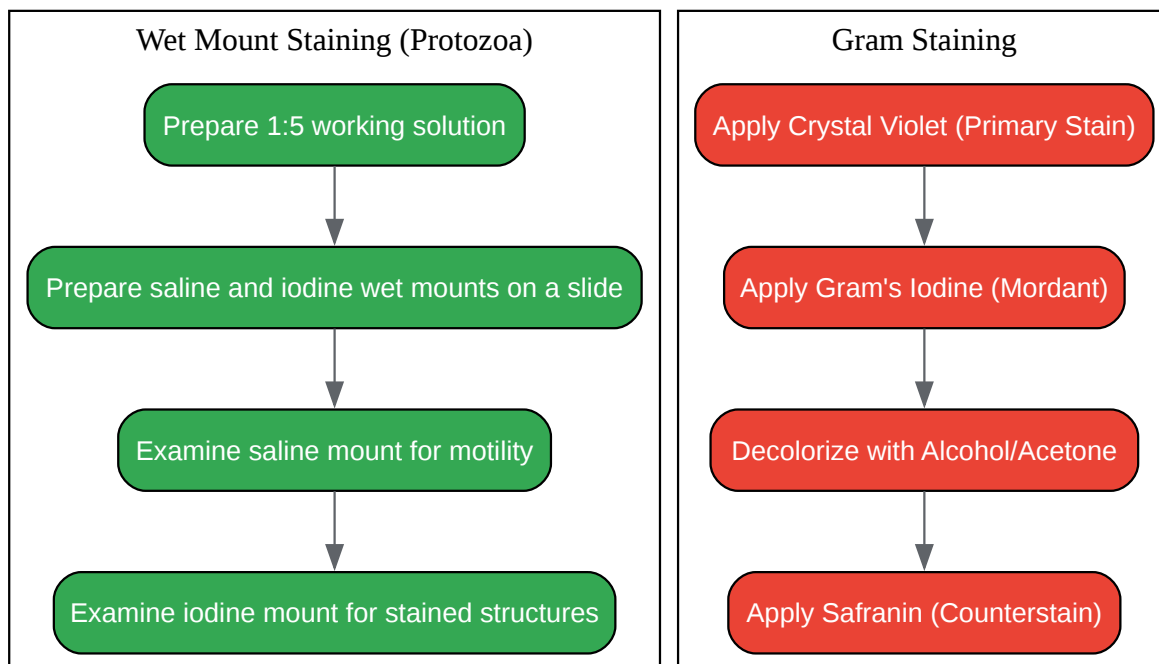 Wet Mount Staining (Protozoa)
Prepare 1:5 working solution
Prepare saline and iodine wet mounts on a slide
Examine saline mount for motility
Examine iodine mount for stained structures
Gram Staining
Apply Crystal Violet (Primary Stain)
Apply Gram's Iodine (Mordant)
Decolorize with Alcohol/Acetone
Apply Safranin (Counterstain)